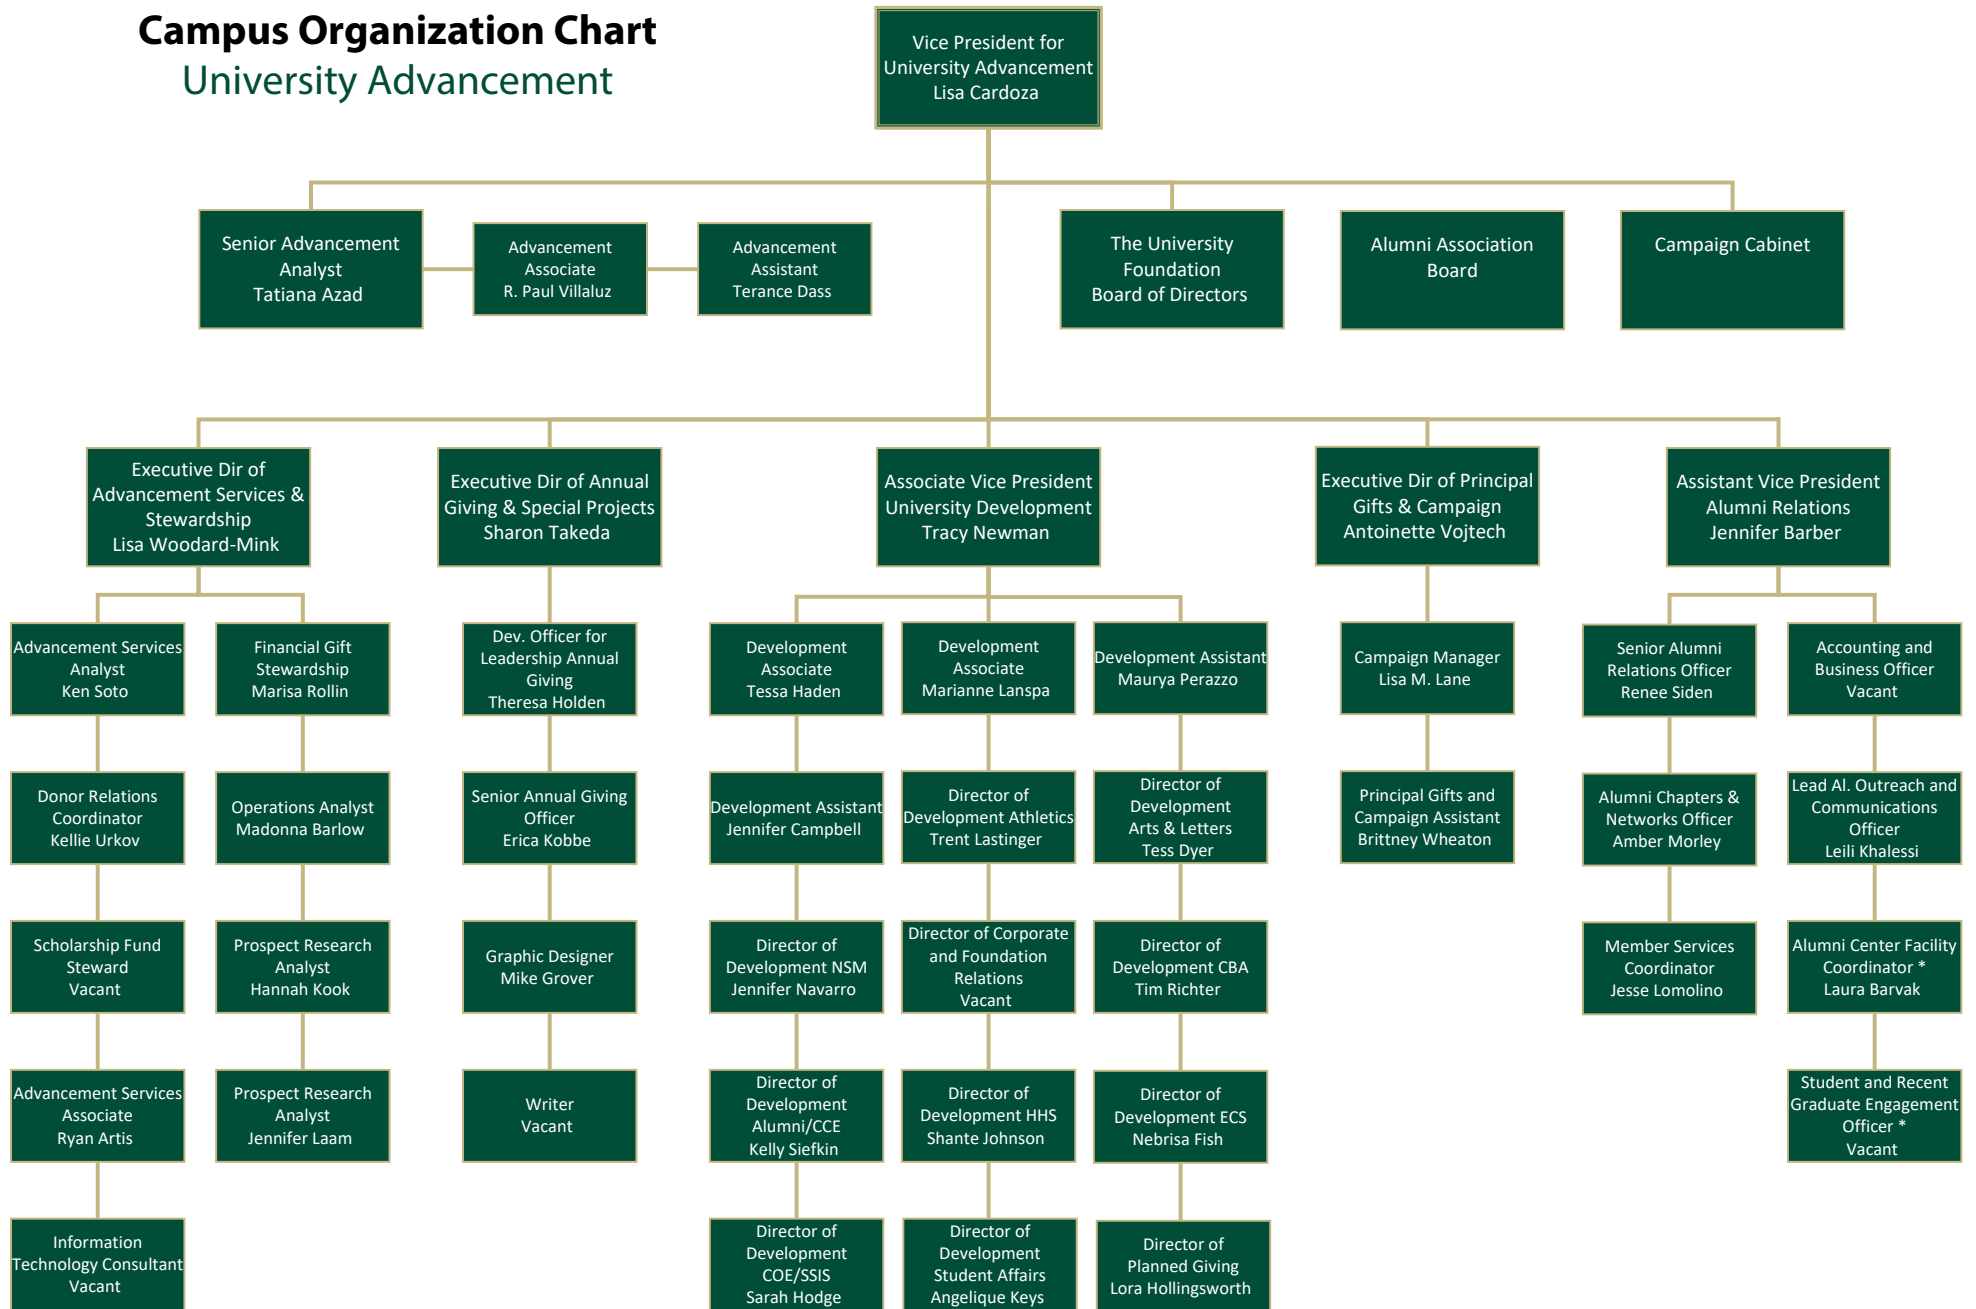 Campus Organization Chart
University Advancement
Vice President for
University Advancement
Lisa Cardoza
Senior Advancement
Analyst
Tatiana Azad
Advancement
Associate
R. Paul Villaluz
Advancement
Assistant
Terance Dass
The University
Foundation
Board of Directors
Alumni Association
Board
Campaign Cabinet
Executive Dir of
Advancement Services &
Stewardship
Lisa Woodard-Mink
Executive Dir of Annual
Giving & Special Projects
Sharon Takeda
Associate Vice President
University Development
Tracy Newman
Executive Dir of Principal
Gifts & Campaign
Antoinette Vojtech
Assistant Vice President
Alumni Relations
Jennifer Barber
Advancement Services
Analyst
Ken Soto
Financial Gift
Stewardship
Marisa Rollin
Dev. Officer for
Leadership Annual
Giving
Theresa Holden
Development
Associate
Tessa Haden
Development
Associate
Marianne Lanspa
Development Assistant
Maurya Perazzo
Campaign Manager
Lisa M. Lane
Senior Alumni
Relations Officer
Renee Siden
Accounting and
Business Officer
Vacant
Donor Relations
Coordinator
Kellie Urkov
Operations Analyst
Madonna Barlow
Senior Annual Giving
Officer
Erica Kobbe
Development Assistant
Jennifer Campbell
Director of
Development Athletics
Trent Lastinger
Director of
Development
Arts & Letters
Tess Dyer
Principal Gifts and
Campaign Assistant
Brittney Wheaton
Alumni Chapters &
Networks Officer
Amber Morley
Lead Al. Outreach and
Communications
Officer
Leili Khalessi
Scholarship Fund
Steward
Vacant
Prospect Research
Analyst
Hannah Kook
Graphic Designer
Mike Grover
Director of
Development NSM
Jennifer Navarro
Director of Corporate
and Foundation
Relations
Vacant
Director of
Development CBA
Tim Richter
Member Services
Coordinator
Jesse Lomolino
Alumni Center Facility
Coordinator *
Laura Barvak
Advancement Services
Associate
Ryan Artis
Prospect Research
Analyst
Jennifer Laam
Writer
Vacant
Director of
Development
Alumni/CCE
Kelly Siefkin
Director of
Development HHS
Shante Johnson
Director of
Development ECS
Nebrisa Fish
Student and Recent
Graduate Engagement
Officer *
Vacant
Information
Technology Consultant
Vacant
Director of
Development
COE/SSIS
Sarah Hodge
Director of
Development
Student Affairs
Angelique Keys
Director of
Planned Giving
Lora Hollingsworth